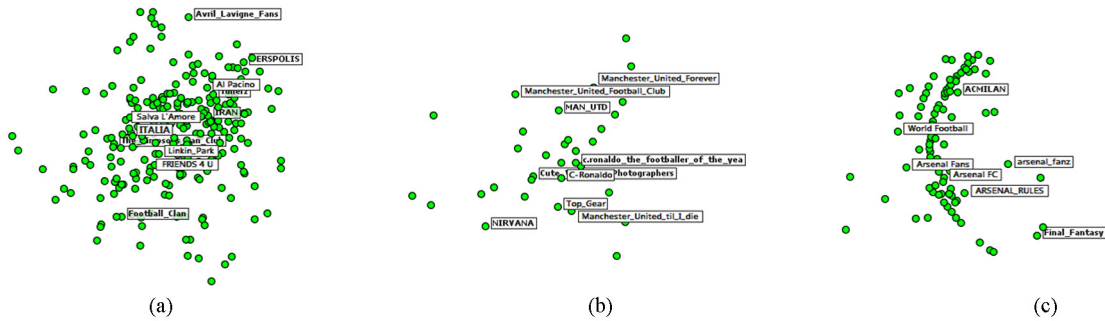 Avril_Lavigne_Fans
ERSPOLIS
Al Pacino
IRAN
Salva L'Amore
ITALIA
Linkin_Park
FRIENDS 4 U
Football_Clan
(a)
Manchester_United_Forever
Manchester_United_Football_Club
MAN_UTD
c.ronaldo_the_footballer_of_the_yea
Cute
Photographers
C-Ronaldo
Top_Gear
Manchester_United_til_I_die
NIRVANA
(b)
ACMILAN
World Football
Arsenal Fans
arsenal_fanz
Arsenal FC
ARSENAL_RULES
Final_Fantasy
(c)